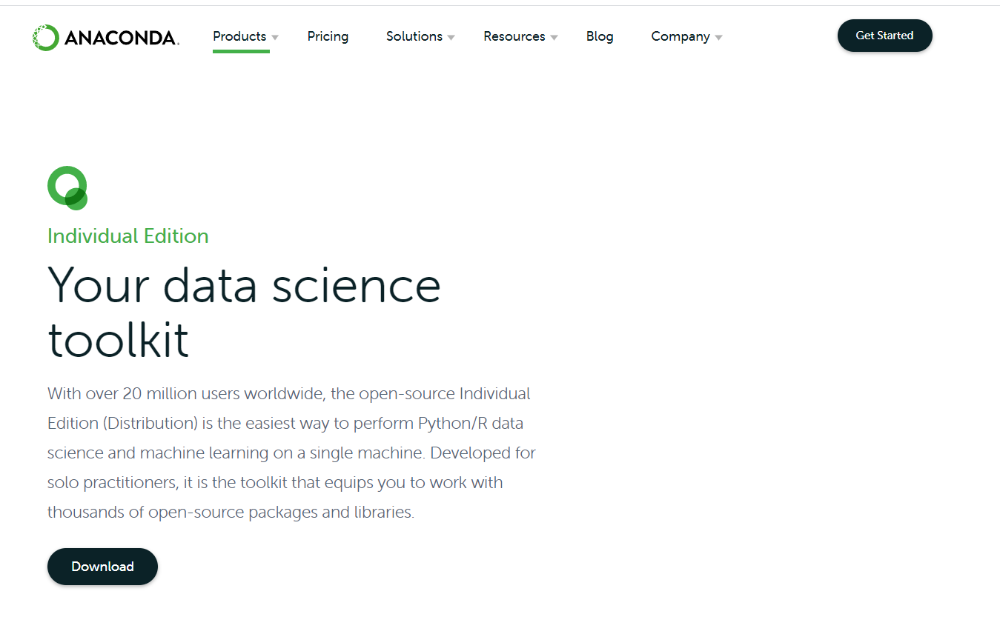 ANACONDA.
Products Pricing Solutions Resources Blog Company Get Started
Individual Edition
Your data science
toolkit
With over 20 million users worldwide, the open-source Individual
Edition (Distribution) is the easiest way to perform Python/R data
science and machine learning on a single machine. Developed for
solo practitioners, it is the toolkit that equips you to work with
thousands of open-source packages and libraries.
Download